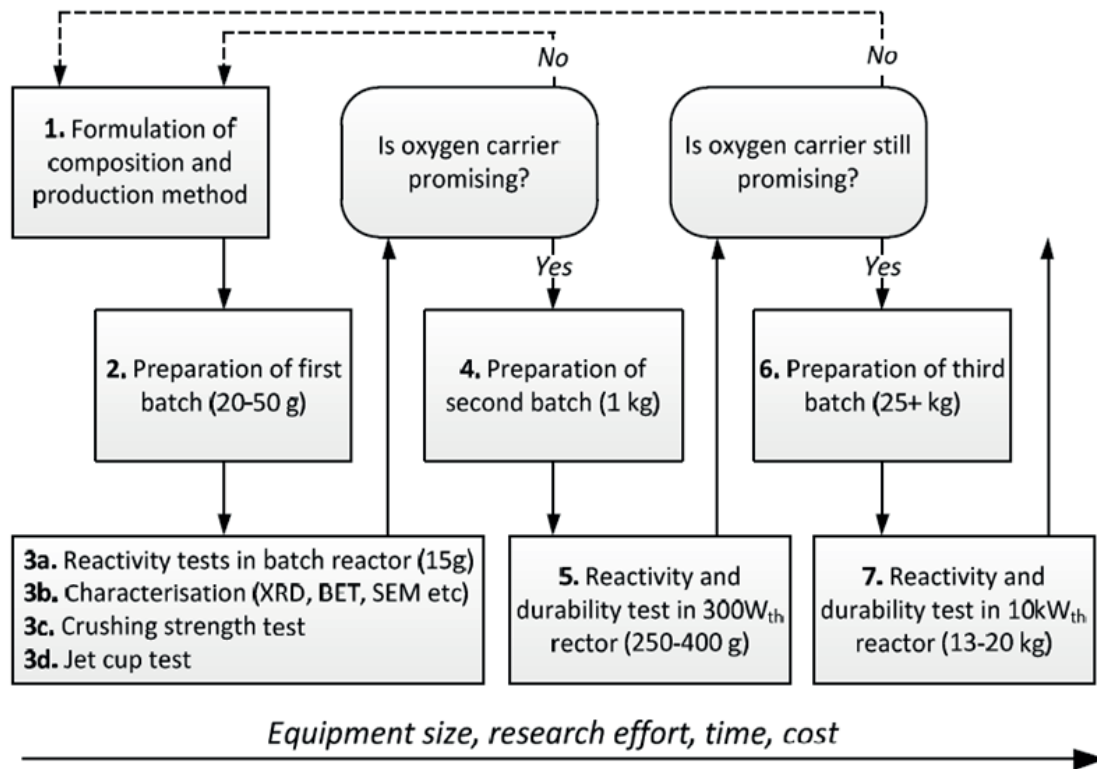 No
No
1. Formulation of
composition and
production method
Is oxygen carrier
promising?
Is oxygen carrier still
promising?
Yes
Yes
2. Preparation of first
batch (20-50 g)
4. Preparation of
second batch (1 kg)
6. Preparation of third
batch (25+ kg)
3a. Reactivity tests in batch reactor (15g)
3b. Characterisation (XRD, BET, SEM etc)
3c. Crushing strength test
3d. Jet cup test
5. Reactivity and
durability test in 300Wth
rector (250-400 g)
7. Reactivity and
durability test in 10kWth
reactor (13-20 kg)
Equipment size, research effort, time, cost